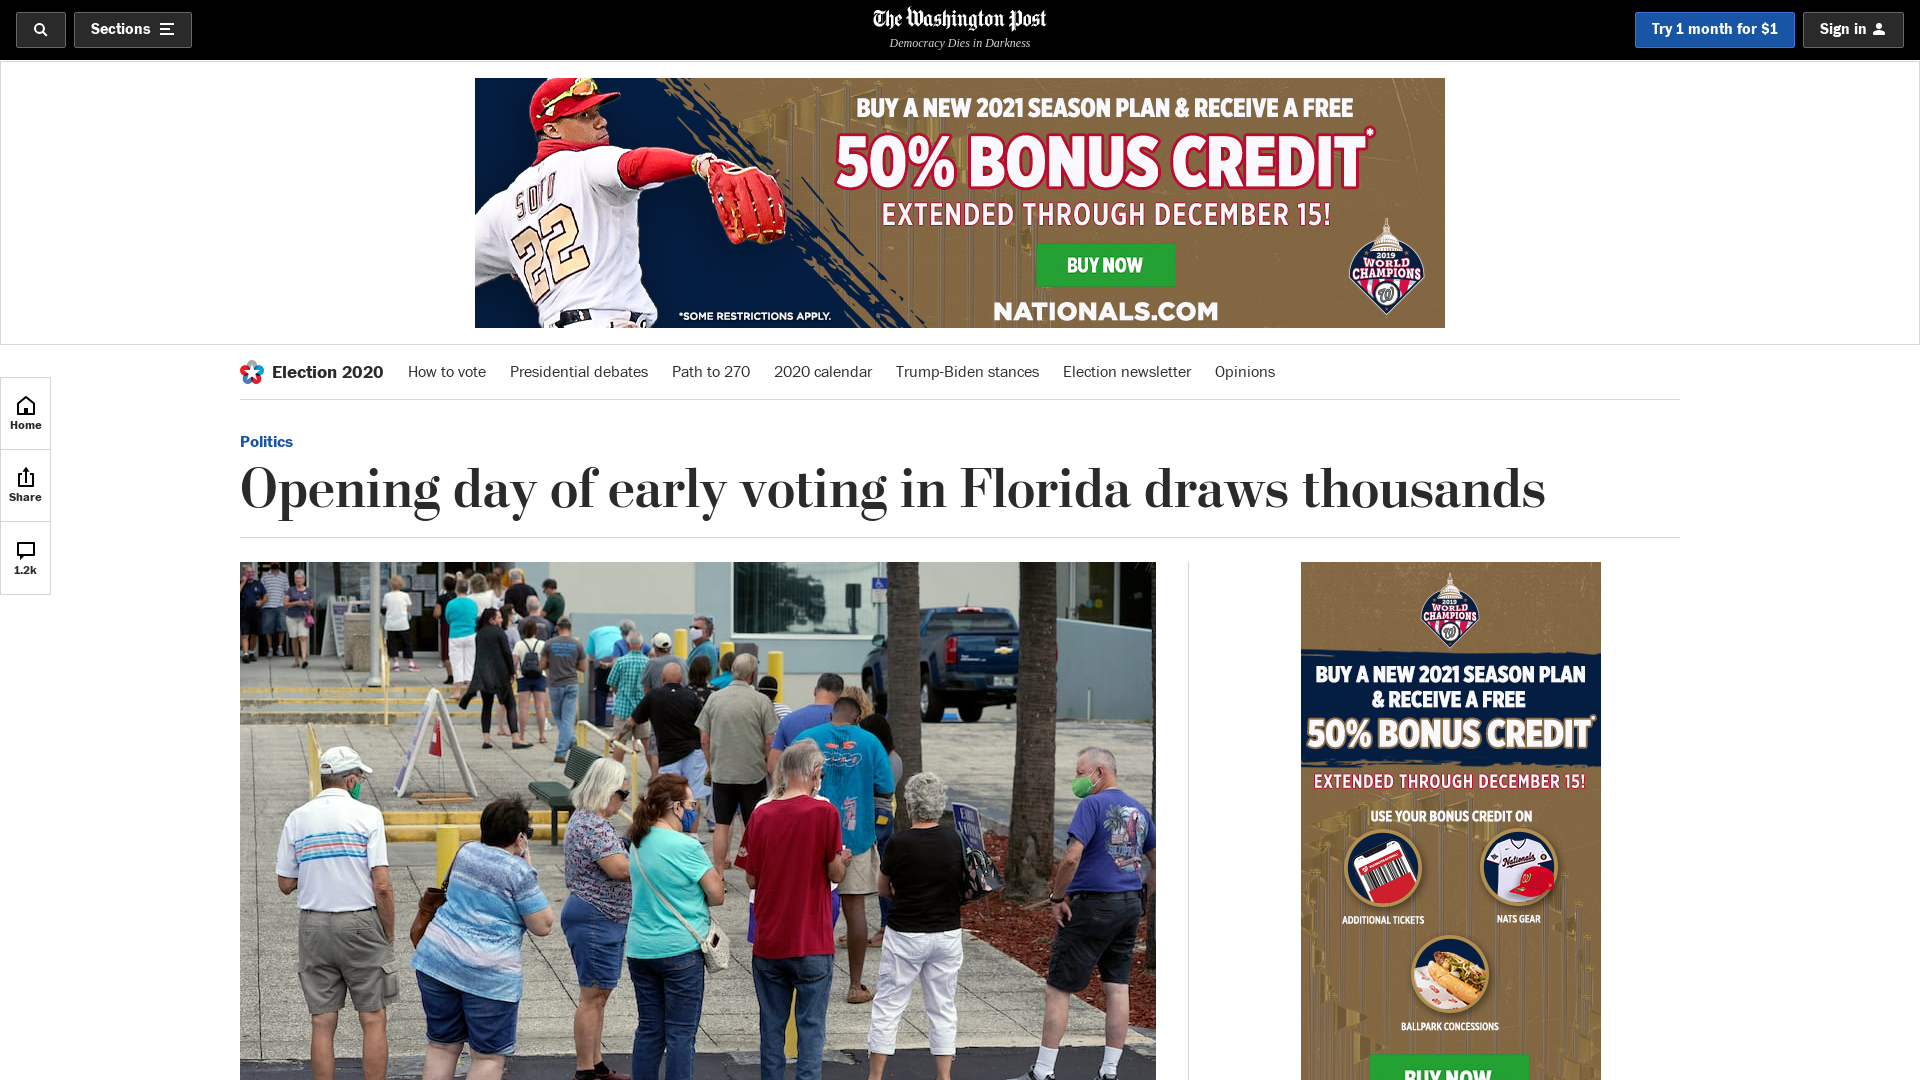 Sections
The Washington Post
Democracy Dies in Darkness
Try 1 month for $1
Sign in
BUY A NEW 2021 SEASON PLAN & RECEIVE A FREE
50% BONUS CREDIT*
EXTENDED THROUGH DECEMBER 15!
BUY NOW
NATIONALS.COM
*SOME RESTRICTIONS APPLY.
SOTO
22
2019
WORLD
CHAMPIONS
W
Election 2020
How to vote
Presidential debates
Path to 270
2020 calendar
Trump-Biden stances
Election newsletter
Opinions
Home
Share
1.2k
Politics
Opening day of early voting in Florida draws thousands
2019
WORLD
CHAMPIONS
W
BUY A NEW 2021 SEASON PLAN
& RECEIVE A FREE
50% BONUS CREDIT*
EXTENDED THROUGH DECEMBER 15!
USE YOUR BONUS CREDIT ON
Nationals
ADDITIONAL TICKETS
NATS GEAR
BALLPARK CONCESSIONS
BUY NOW